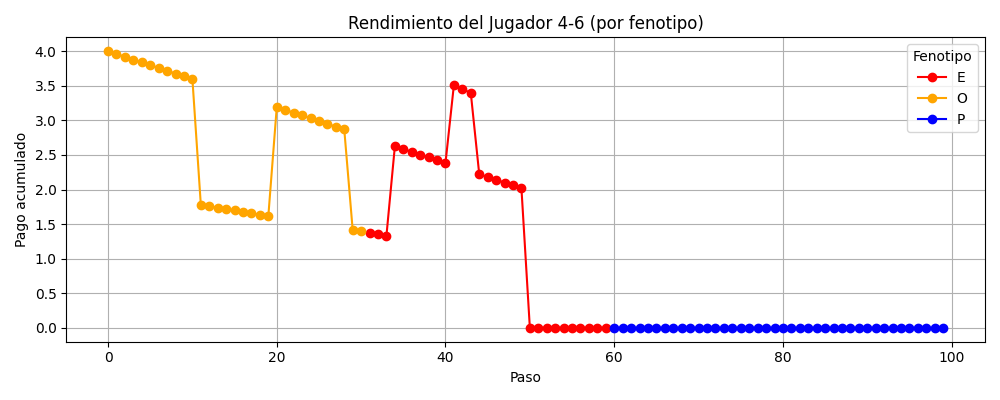 Rendimiento del Jugador 4-6 (por fenotipo)
Pago acumulado
4.0
3.5
3.0
2.5
2.0
1.5
1.0
0.5
0.0
Fenotipo
E
O
P
0 20 40 60 80 100
Paso